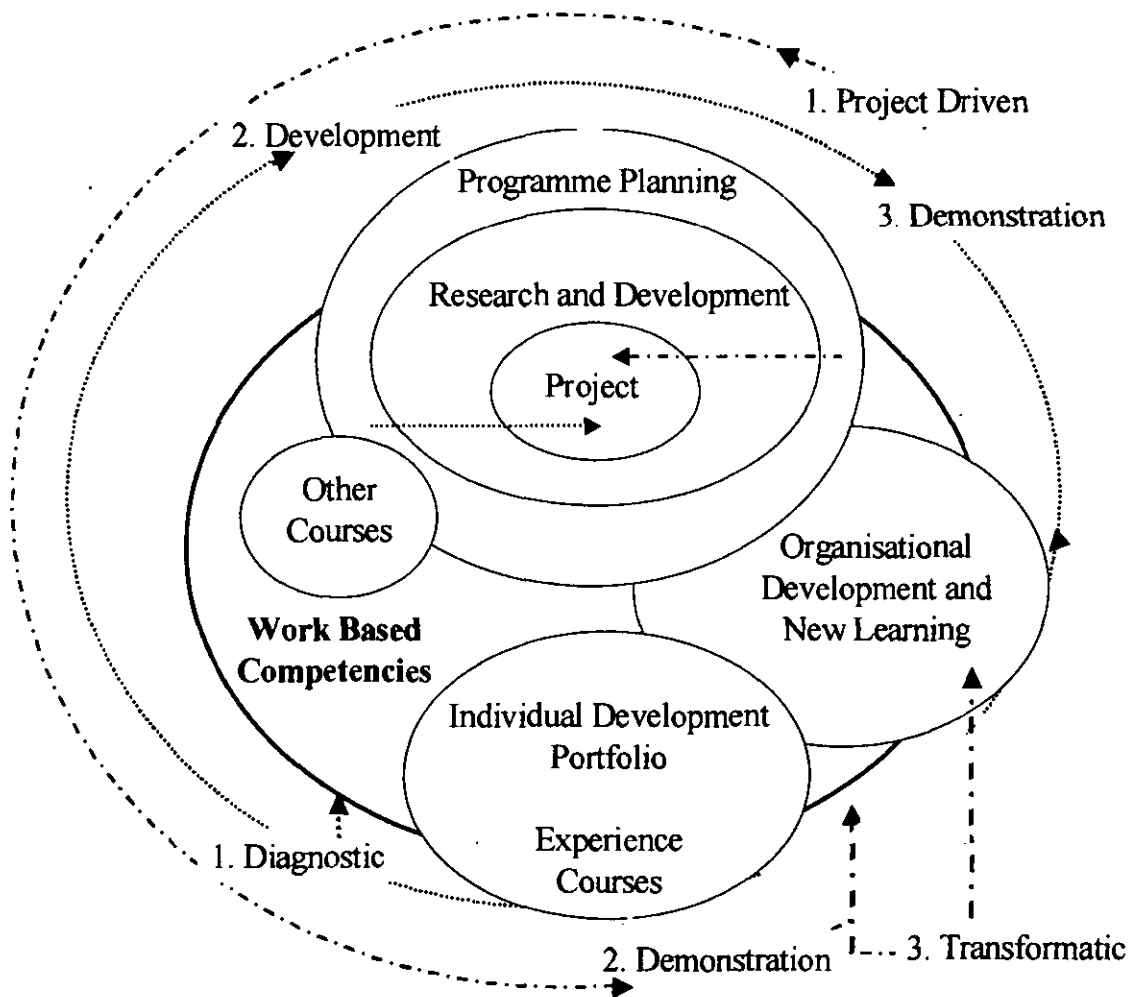 1. Project Driven
2. Development
Programme Planning
3. Demonstration
Research and Development
Project
Other
Courses
Organisational
Development and
New Learning
Work Based
Competencies
Individual Development
Portfolio
1. Diagnostic
Experience
Courses
2. Demonstration
3. Transformatic